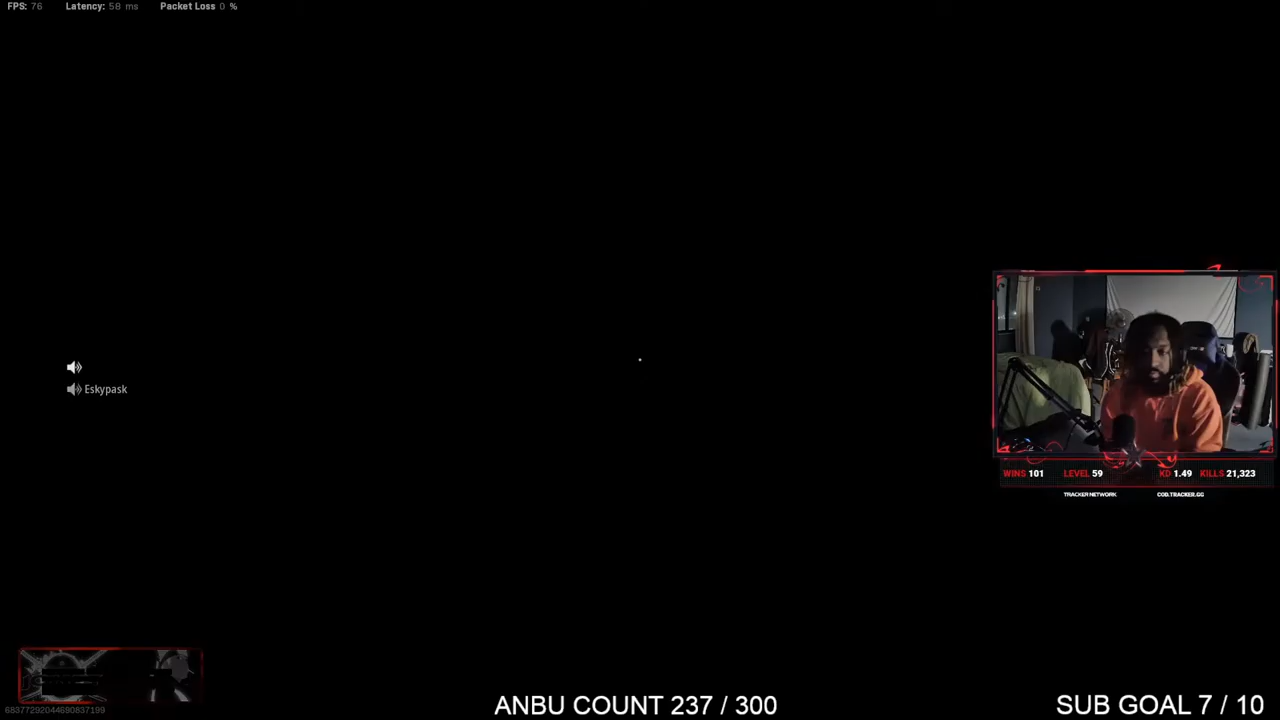 FPS: 76 Latency: 58 ms Packet Loss 0 %
Eskypask
WINS 101 LEVEL 59 KD 1.49 KILLS 21,323
TRACKER NETWORK COD.TRACKER.GG
68377292044690837199
ANBU COUNT 237 / 300
SUB GOAL 7 / 10